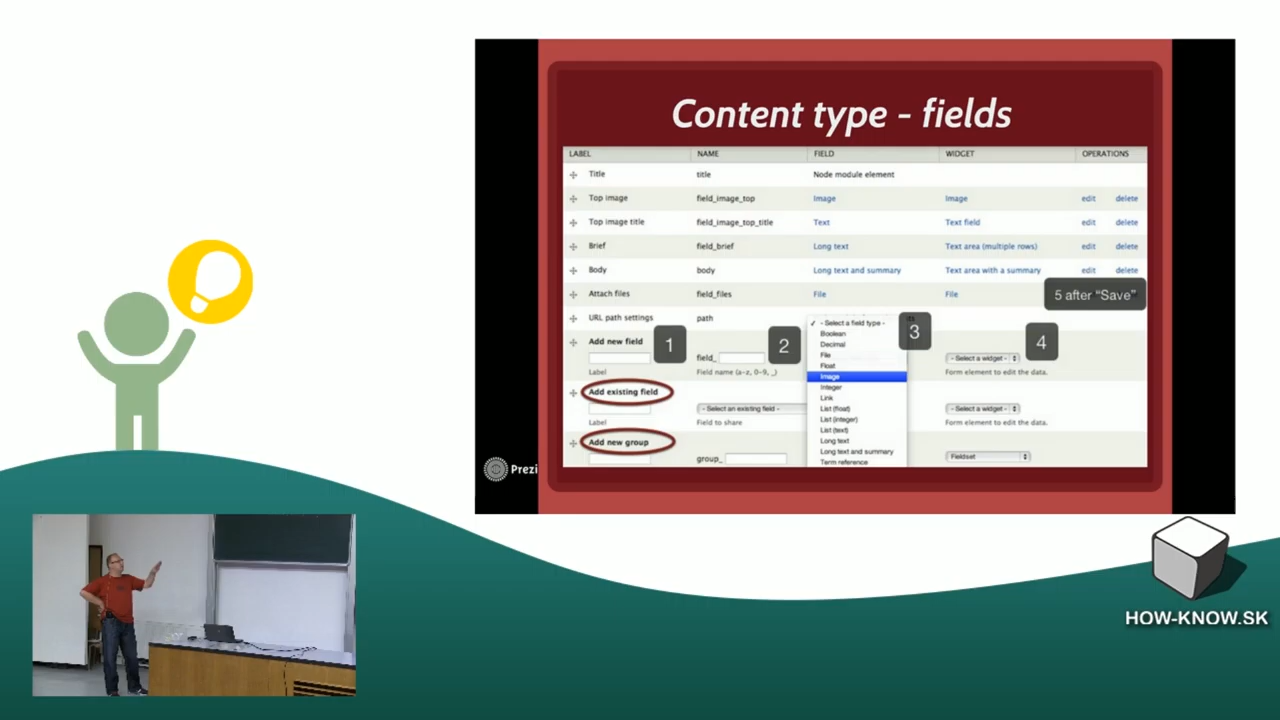 Content type - fields
LABEL NAME FIELD WIDGET OPERATIONS
Title title Node module element
Top image field_image_top Image Image edit delete
Top image title field_image_top_title Text Text field edit delete
Brief field_brief Long text Text area (multiple rows) edit delete
Body body Long text and summary Text area with a summary edit delete
Attach files field_files File File
5 after “Save”
URL path settings path
✓ - Select a field type -
Boolean
Decimal
File
Float
Image
Integer
Link
List (float)
List (integer)
List (text)
Long text
Long text and summary
Term reference
1
2
3
4
Add new field
field_
- Select a widget -
Label Field name (a-z, 0-9, _) Form element to edit the data.
Add existing field
- Select an existing field - - Select a widget -
Label Field to share Form element to edit the data.
Add new group
group_ Fieldset
Prezi
HOW-KNOW.SK